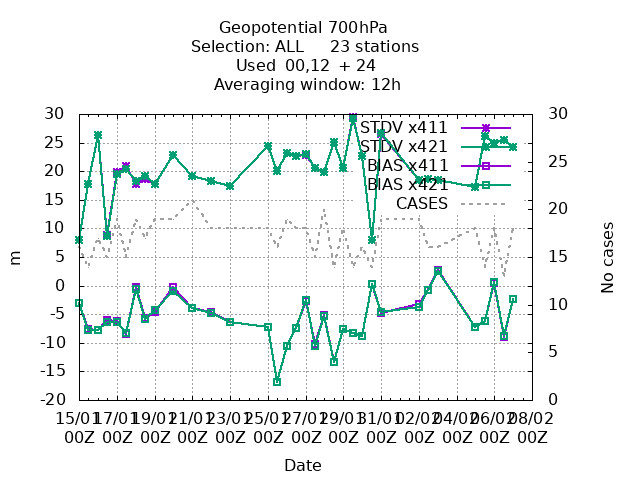 Geopotential 700hPa
Selection: ALL     23 stations
Used  00,12  + 24
Averaging window: 12h
30 30
STDV x411
STDV x421
BIAS x411
BIAS x421
CASES
25 25
20 20
15
10 15
5
0 10
-5
-10 5
-15
-20 0
m
No cases
15/01 17/01 19/01 21/01 23/01 25/01 27/01 29/01 31/01 02/02 04/02 06/02 08/02
00Z 00Z 00Z 00Z 00Z 00Z 00Z 00Z 00Z 00Z 00Z 00Z 00Z
Date